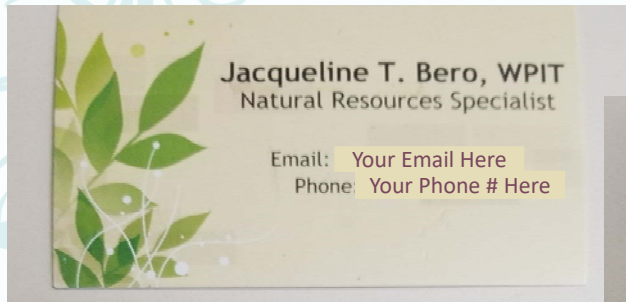 Jacqueline T. Bero, WPIT
Natural Resources Specialist
Email: Your Email Here
Phone: Your Phone # Here